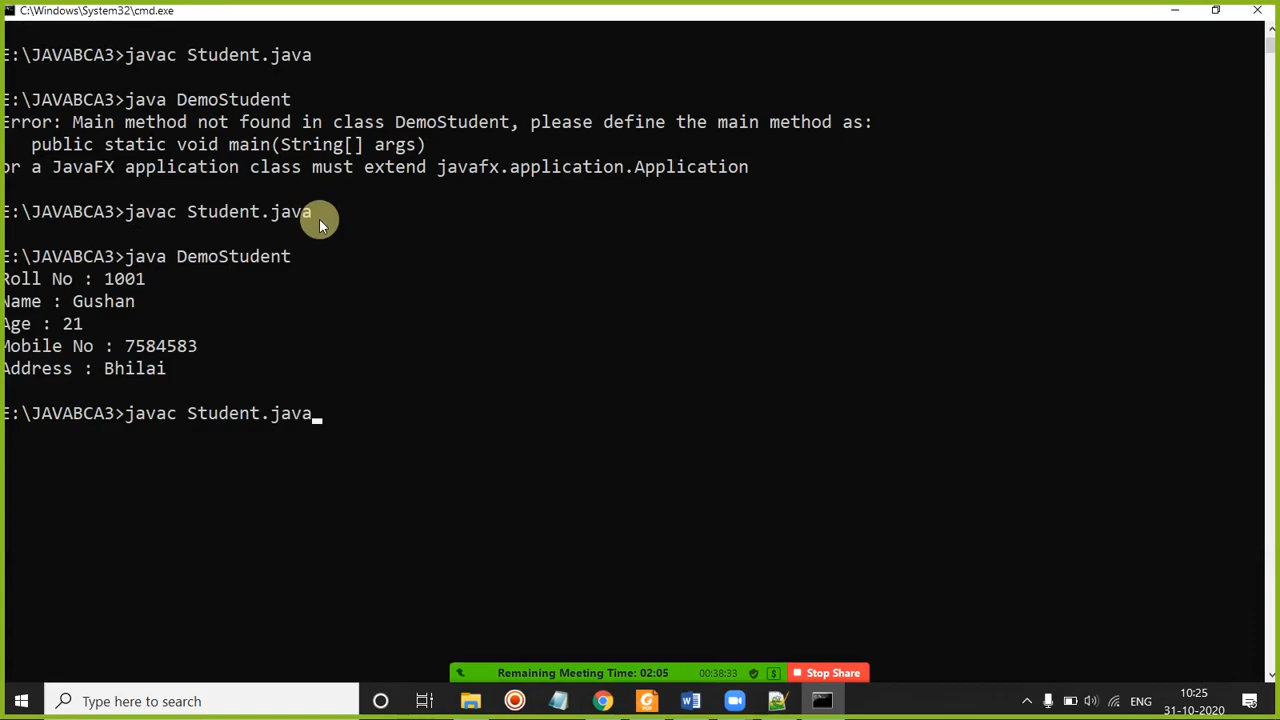 C:\Windows\System32\cmd.exe
E:\JAVABCA3>javac Student.java
E:\JAVABCA3>java DemoStudent
Error: Main method not found in class DemoStudent, please define the main method as:
public static void main(String[] args)
or a JavaFX application class must extend javafx.application.Application
E:\JAVABCA3>javac Student.java
E:\JAVABCA3>java DemoStudent
Roll No : 1001
Name : Gushan
Age : 21
Mobile No : 7584583
Address : Bhilai
E:\JAVABCA3>javac Student.java_
Remaining Meeting Time: 02:05 00:38:33 $ Stop Share
Type here to search
ENG
10:25
31-10-2020